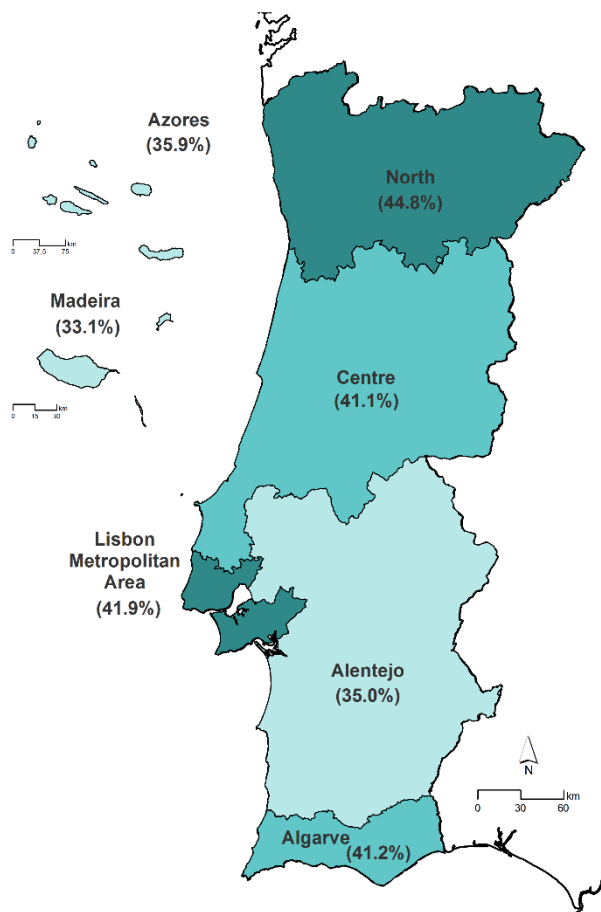 Azores
(35.9%)
North
(44.8%)
km
0 37,5 75
Madeira
(33.1%)
km
0 15 30
Centre
(41.1%)
Lisbon
Metropolitan
Area
(41.9%)
Alentejo
(35.0%)
N
km
0 30 60
Algarve (41.2%)